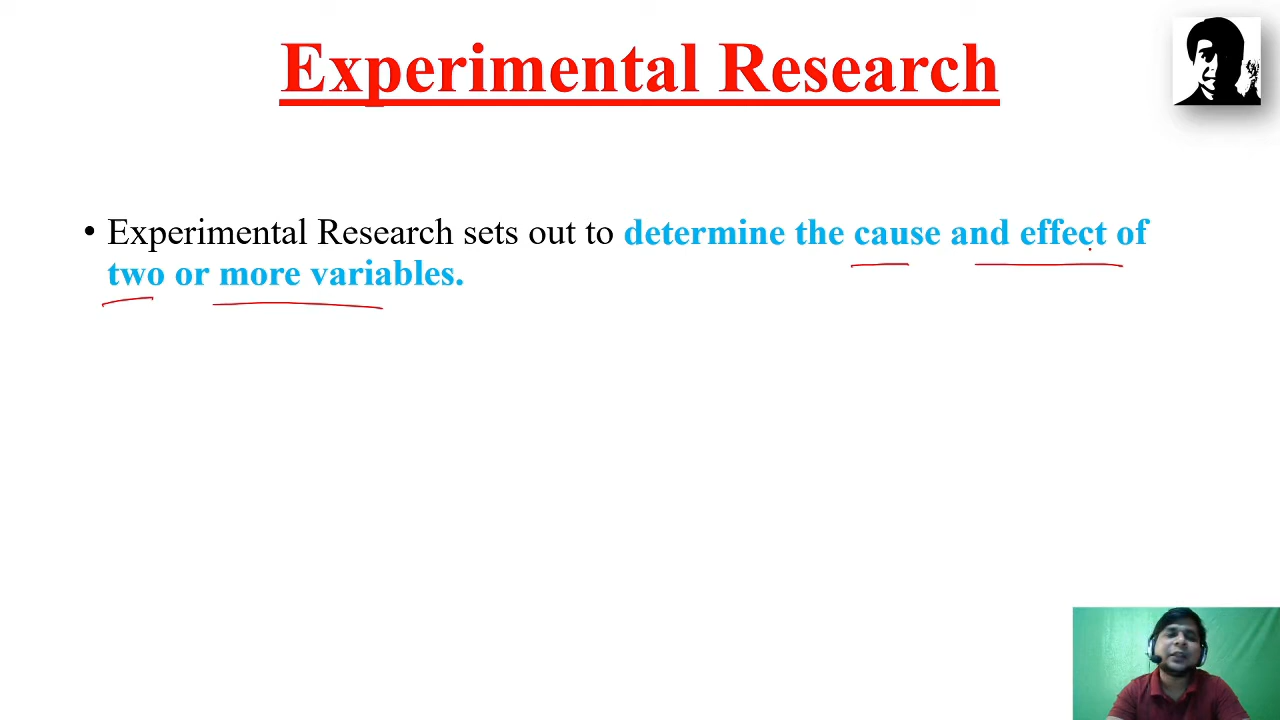 Experimental Research
• Experimental Research sets out to determine the cause and effect of
two or more variables.